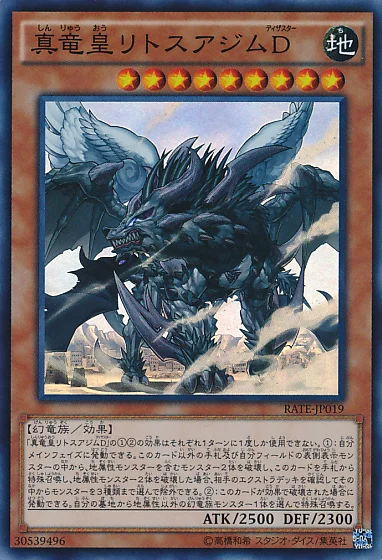 しん りゅう おう ディザスター
真竜皇リトスアジムD
ち
地
RATE-JP019
【幻竜族／効果】
「真竜皇リトスアジムD」の①②の効果はそれぞれ1ターンに1度しか使用できない。①：自分
メインフェイズに発動できる。このカード以外の手札及び自分フィールドの表側表示の
モンスターの中から、地属性モンスターを含むモンスター2体を破壊し、このカードを手札から
特殊召喚し、地属性モンスター2体を破壊した場合、相手のエクストラデッキを確認してその
中からモンスターを3種類まで選んで除外できる。②：このカードが効果で破壊された場合に
発動できる。自分の墓地から地属性以外の幻竜族モンスター1体を特殊召喚する。
ATK/2500 DEF/2300
30539496
©高橋和希 スタジオ・ダイス/集英社